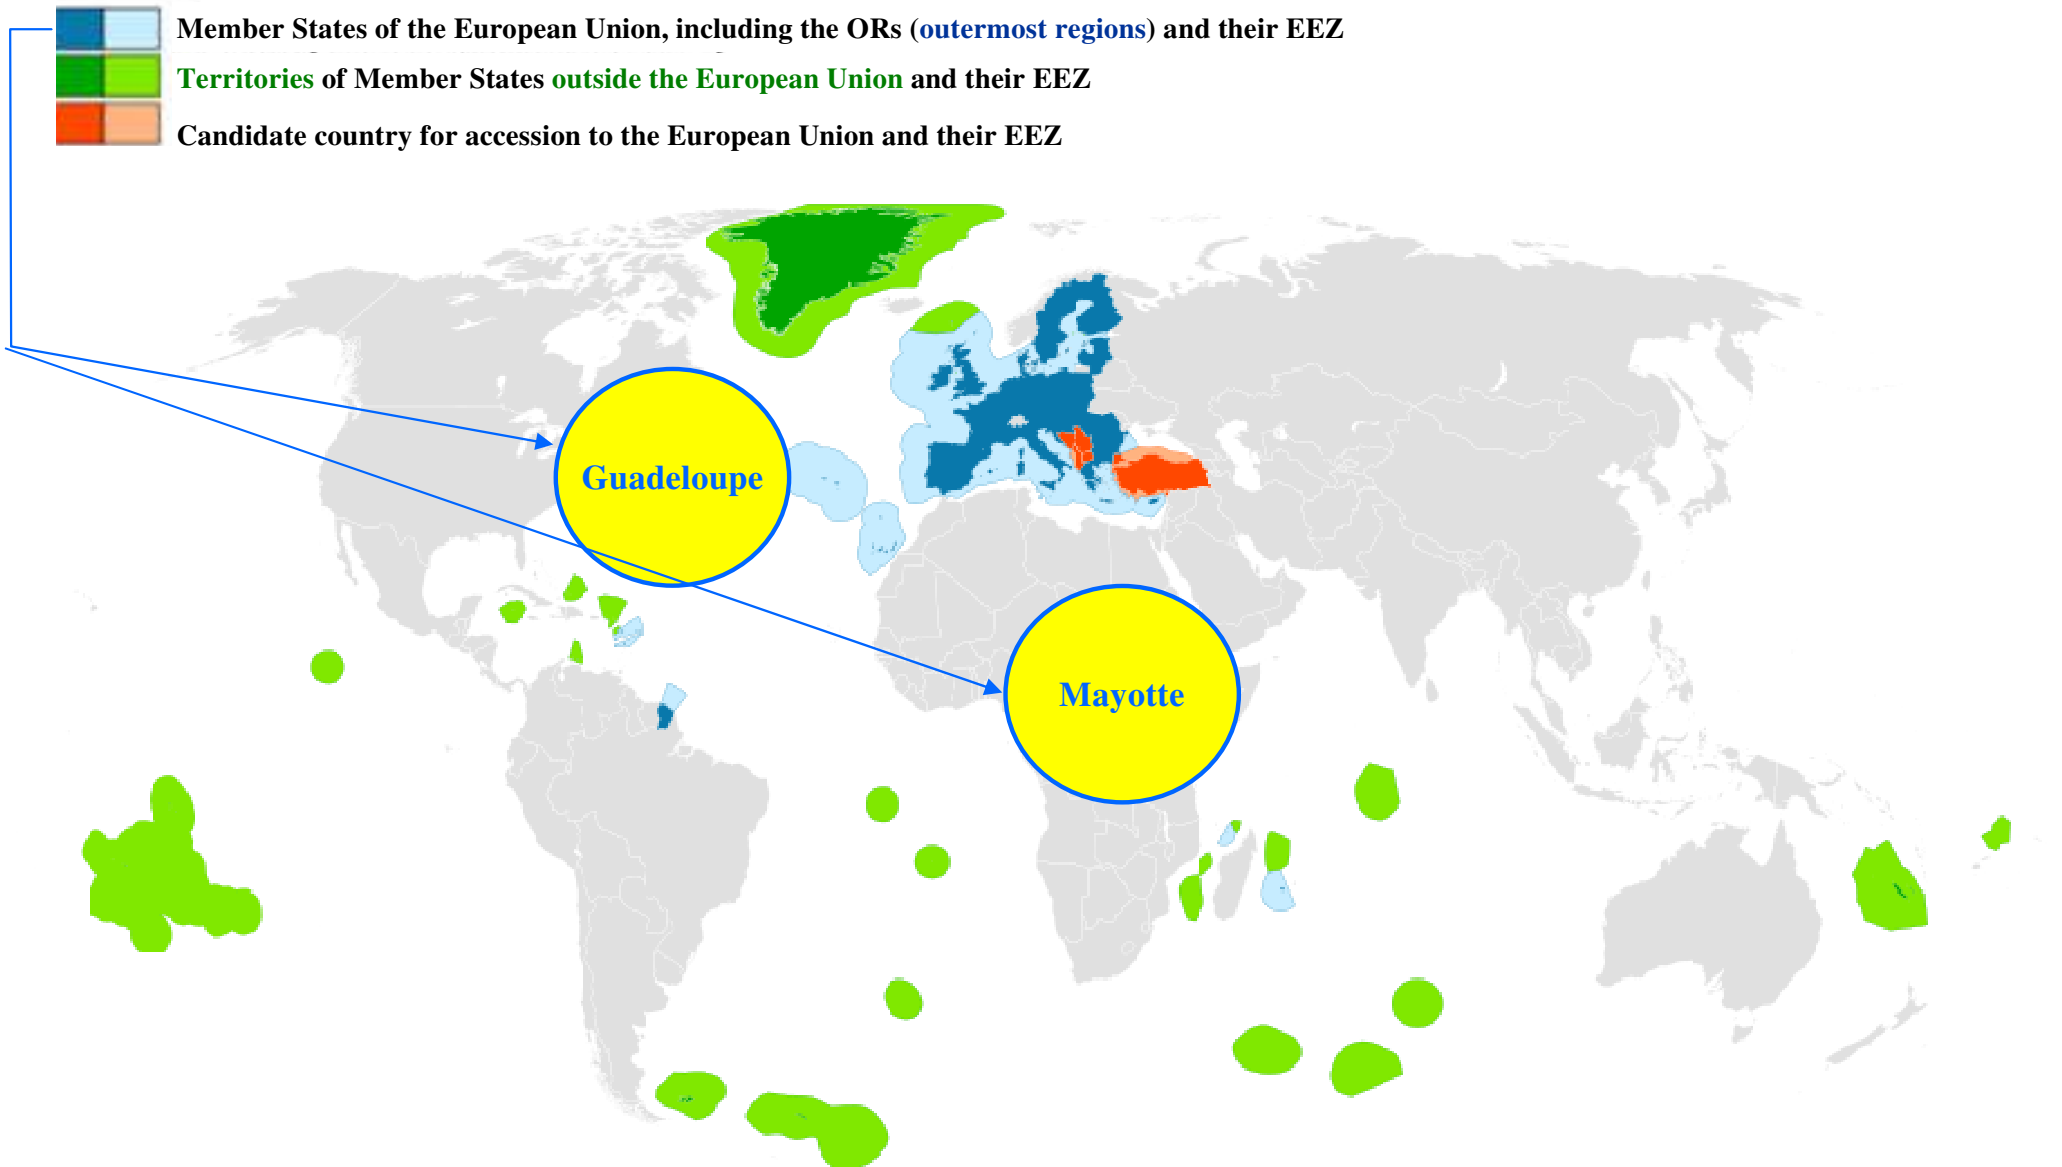 Member States of the European Union, including the ORs (outermost regions) and their EEZ
Territories of Member States outside the European Union and their EEZ
Candidate country for accession to the European Union and their EEZ
Guadeloupe
Mayotte